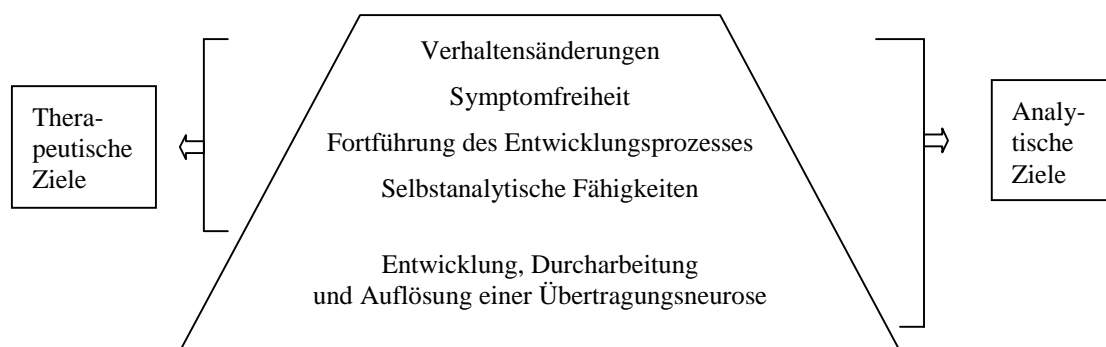 Verhaltensänderungen
Symptomfreiheit
Fortführung des Entwicklungsprozesses
Selbstanalytische Fähigkeiten
Entwicklung, Durcharbeitung
und Auflösung einer Übertragungsneurose
Thera-
peutische
Ziele
Analy-
tische
Ziele